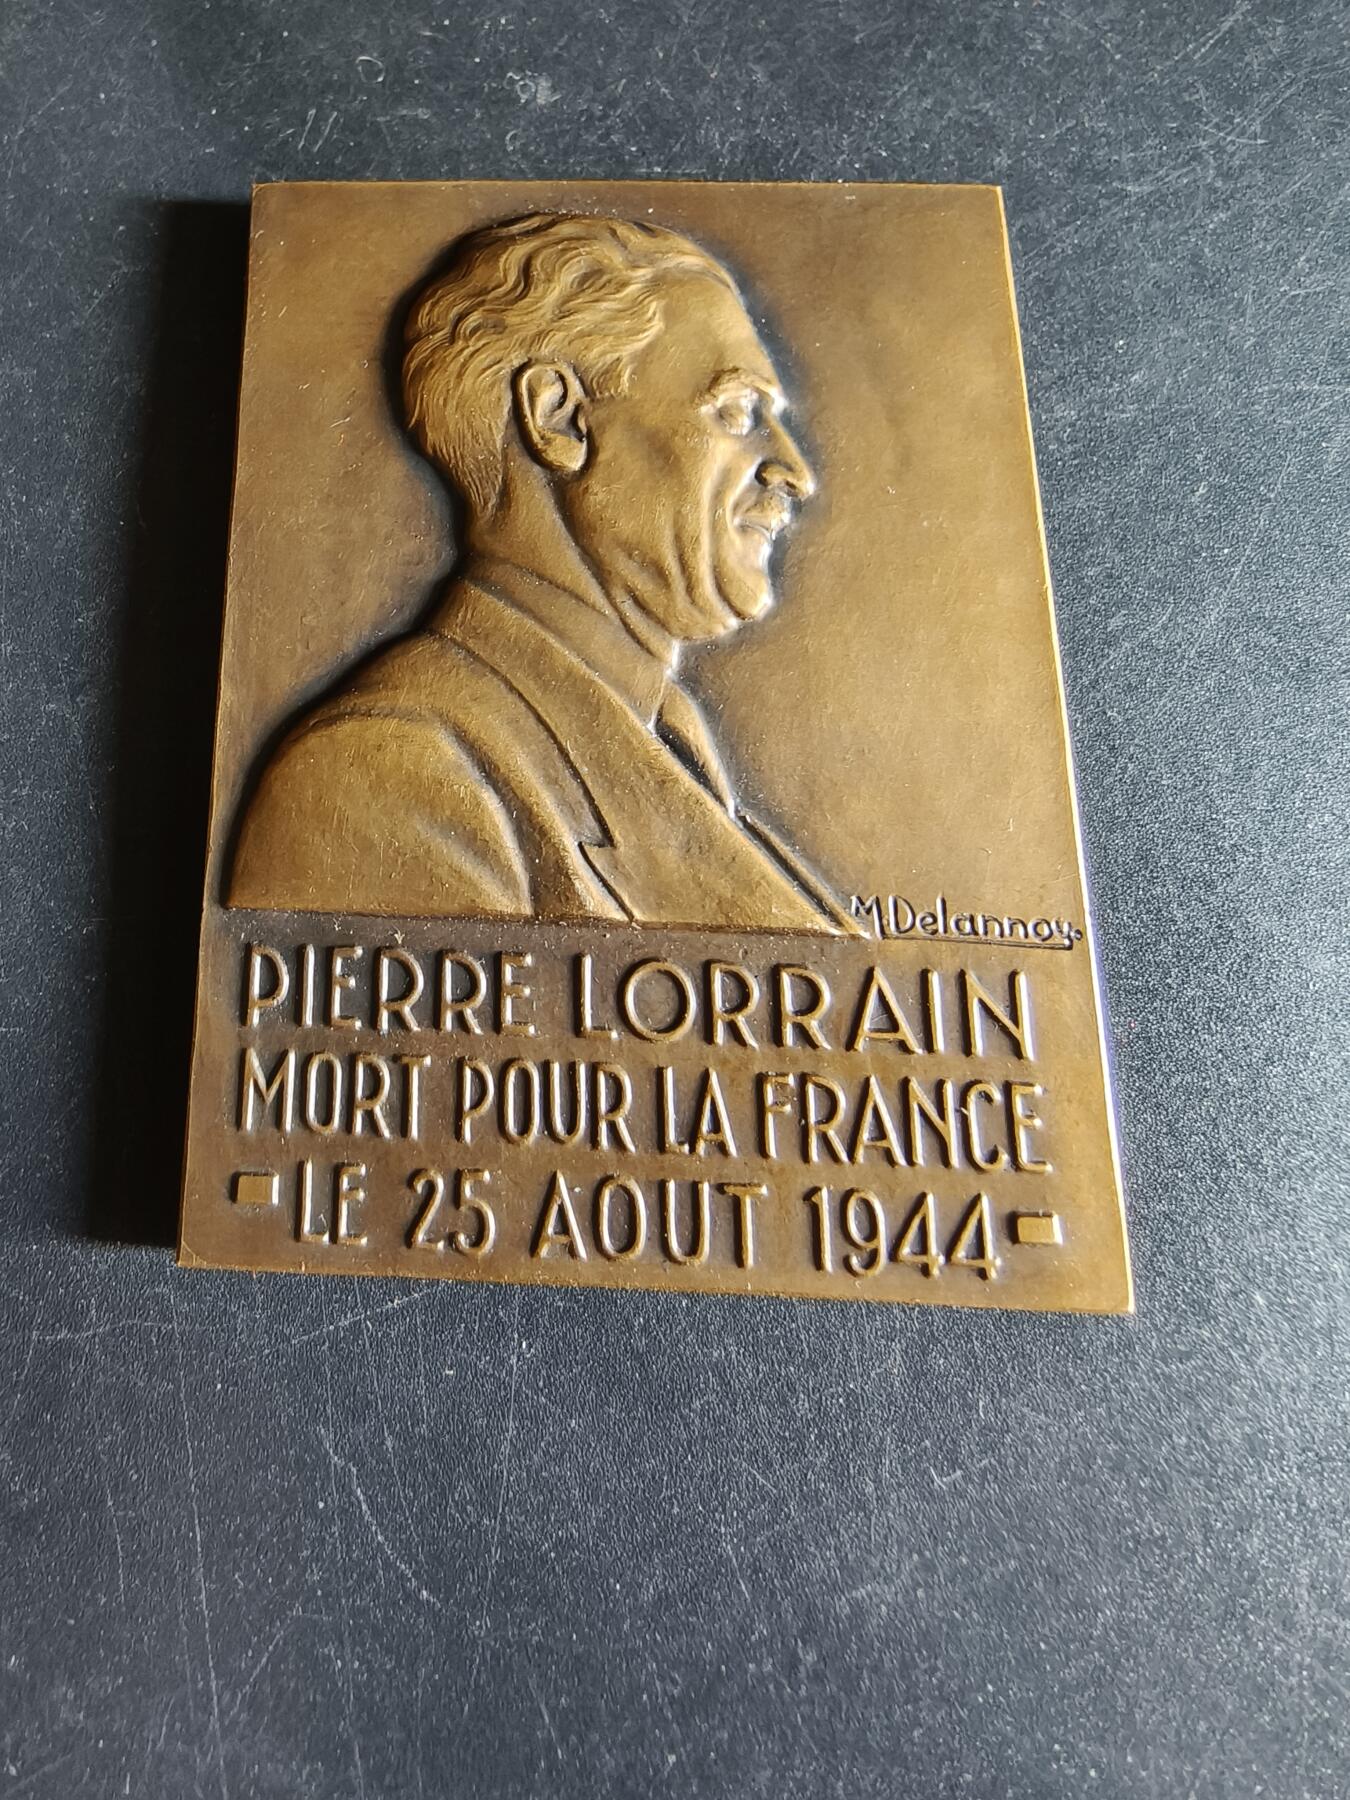 M. Delannoy.
PIERRE LORRAIN
MORT POUR LA FRANCE
LE 25 AOUT 1944